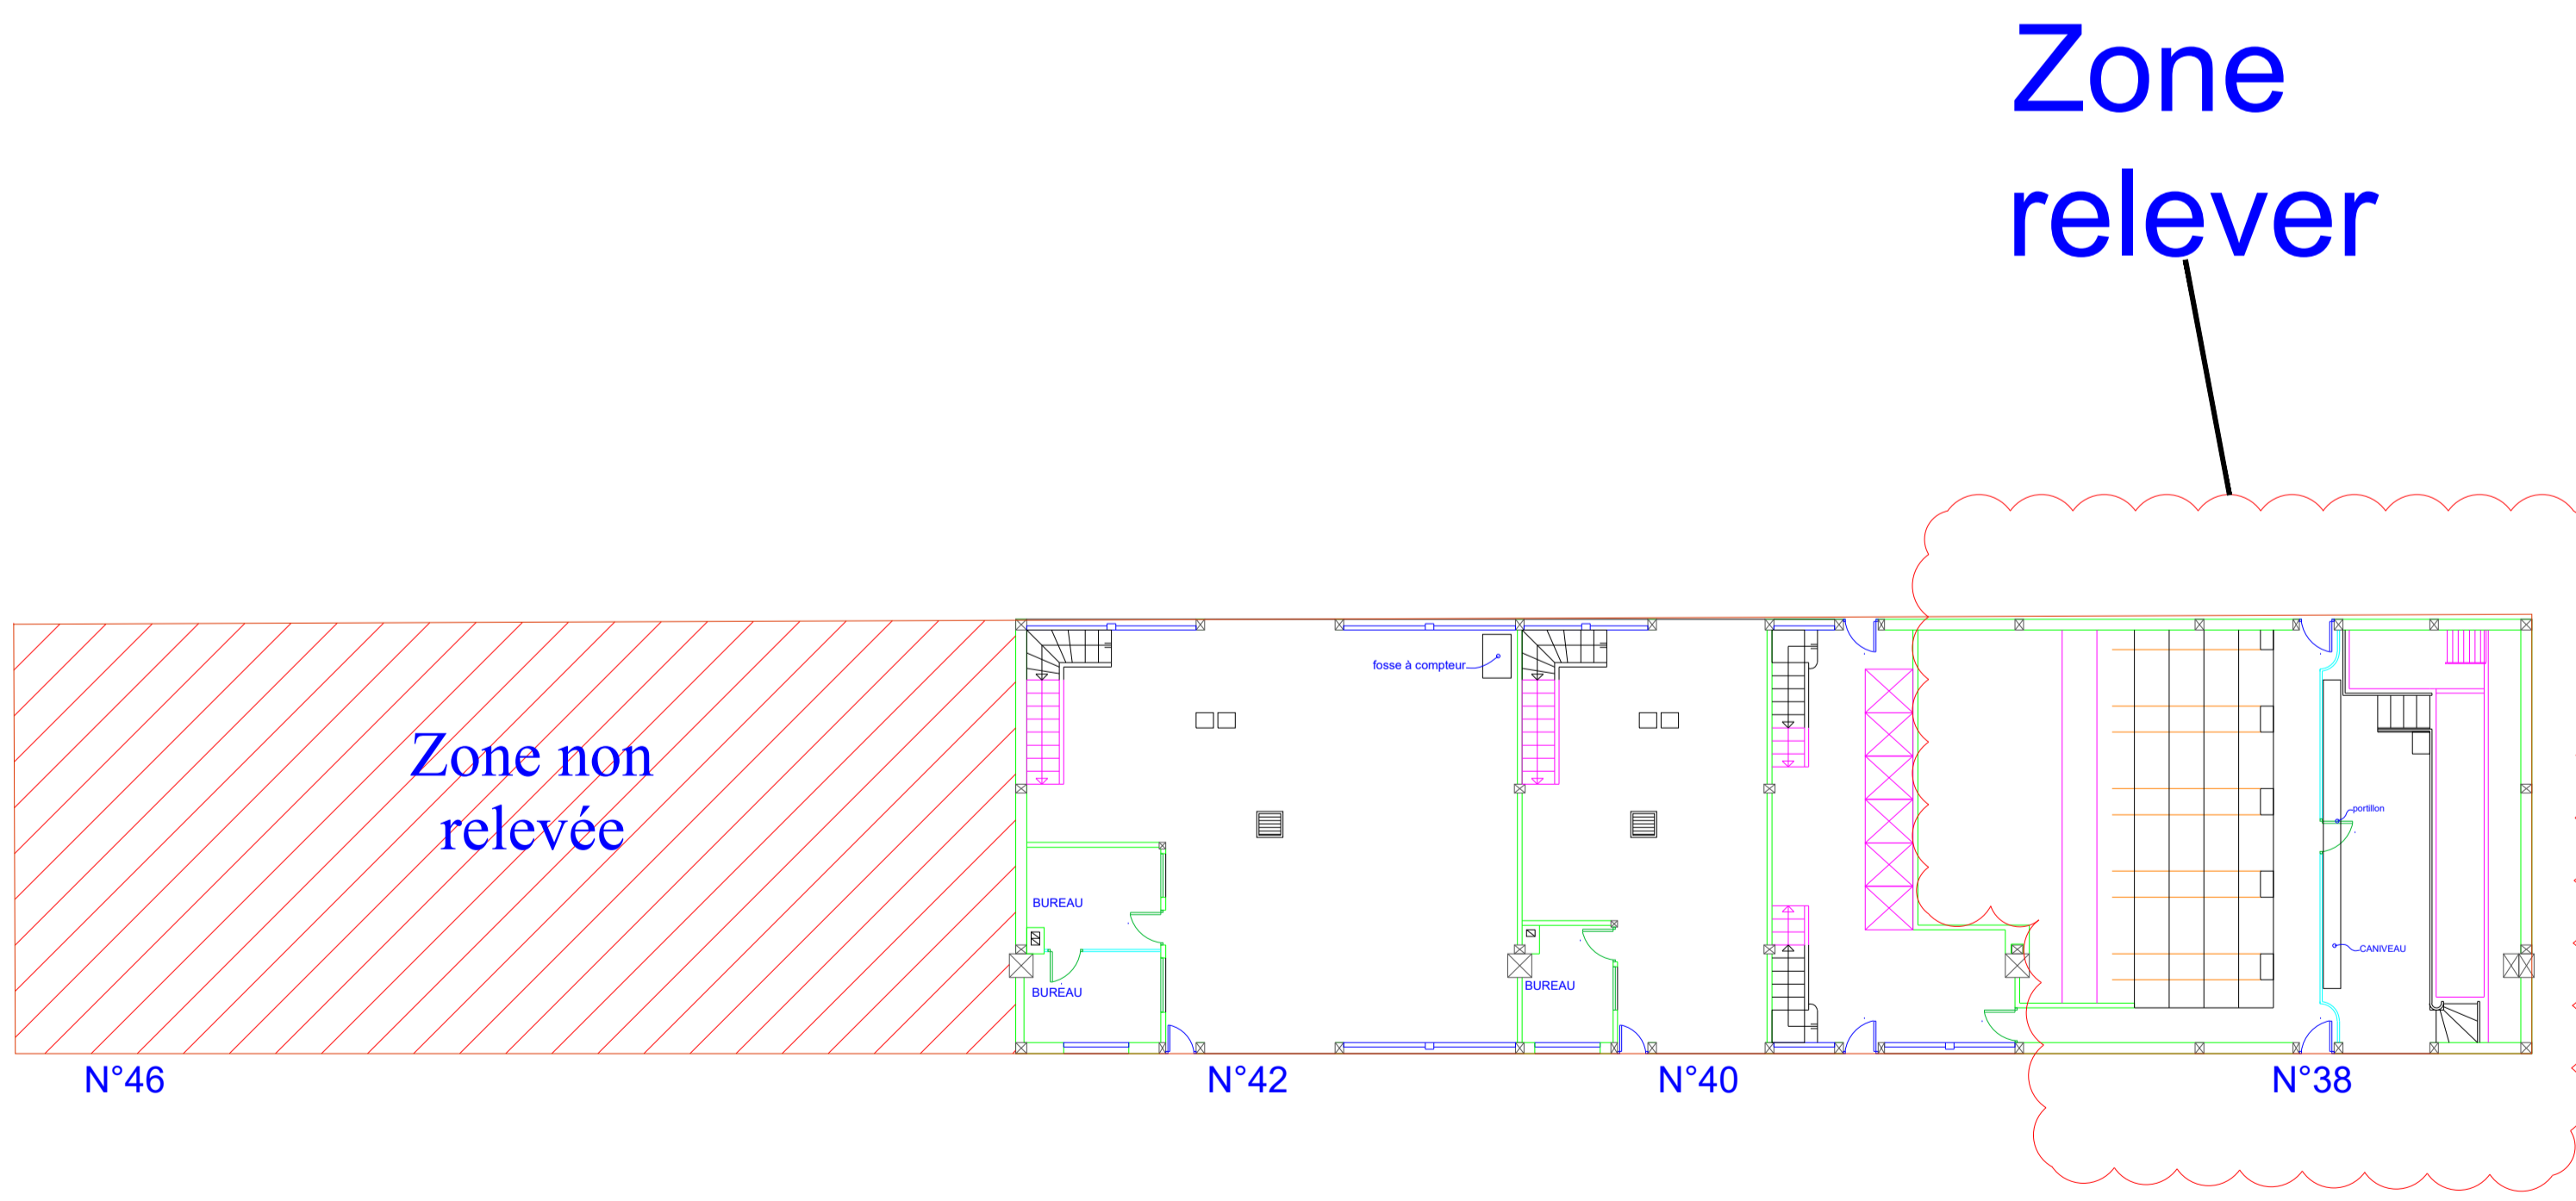 Zone
relever
fosse à compteur
Zone non
relevée
portillon
BUREAU
CANIVEAU
BUREAU
BUREAU
N°46
N°42
N°40
N°38